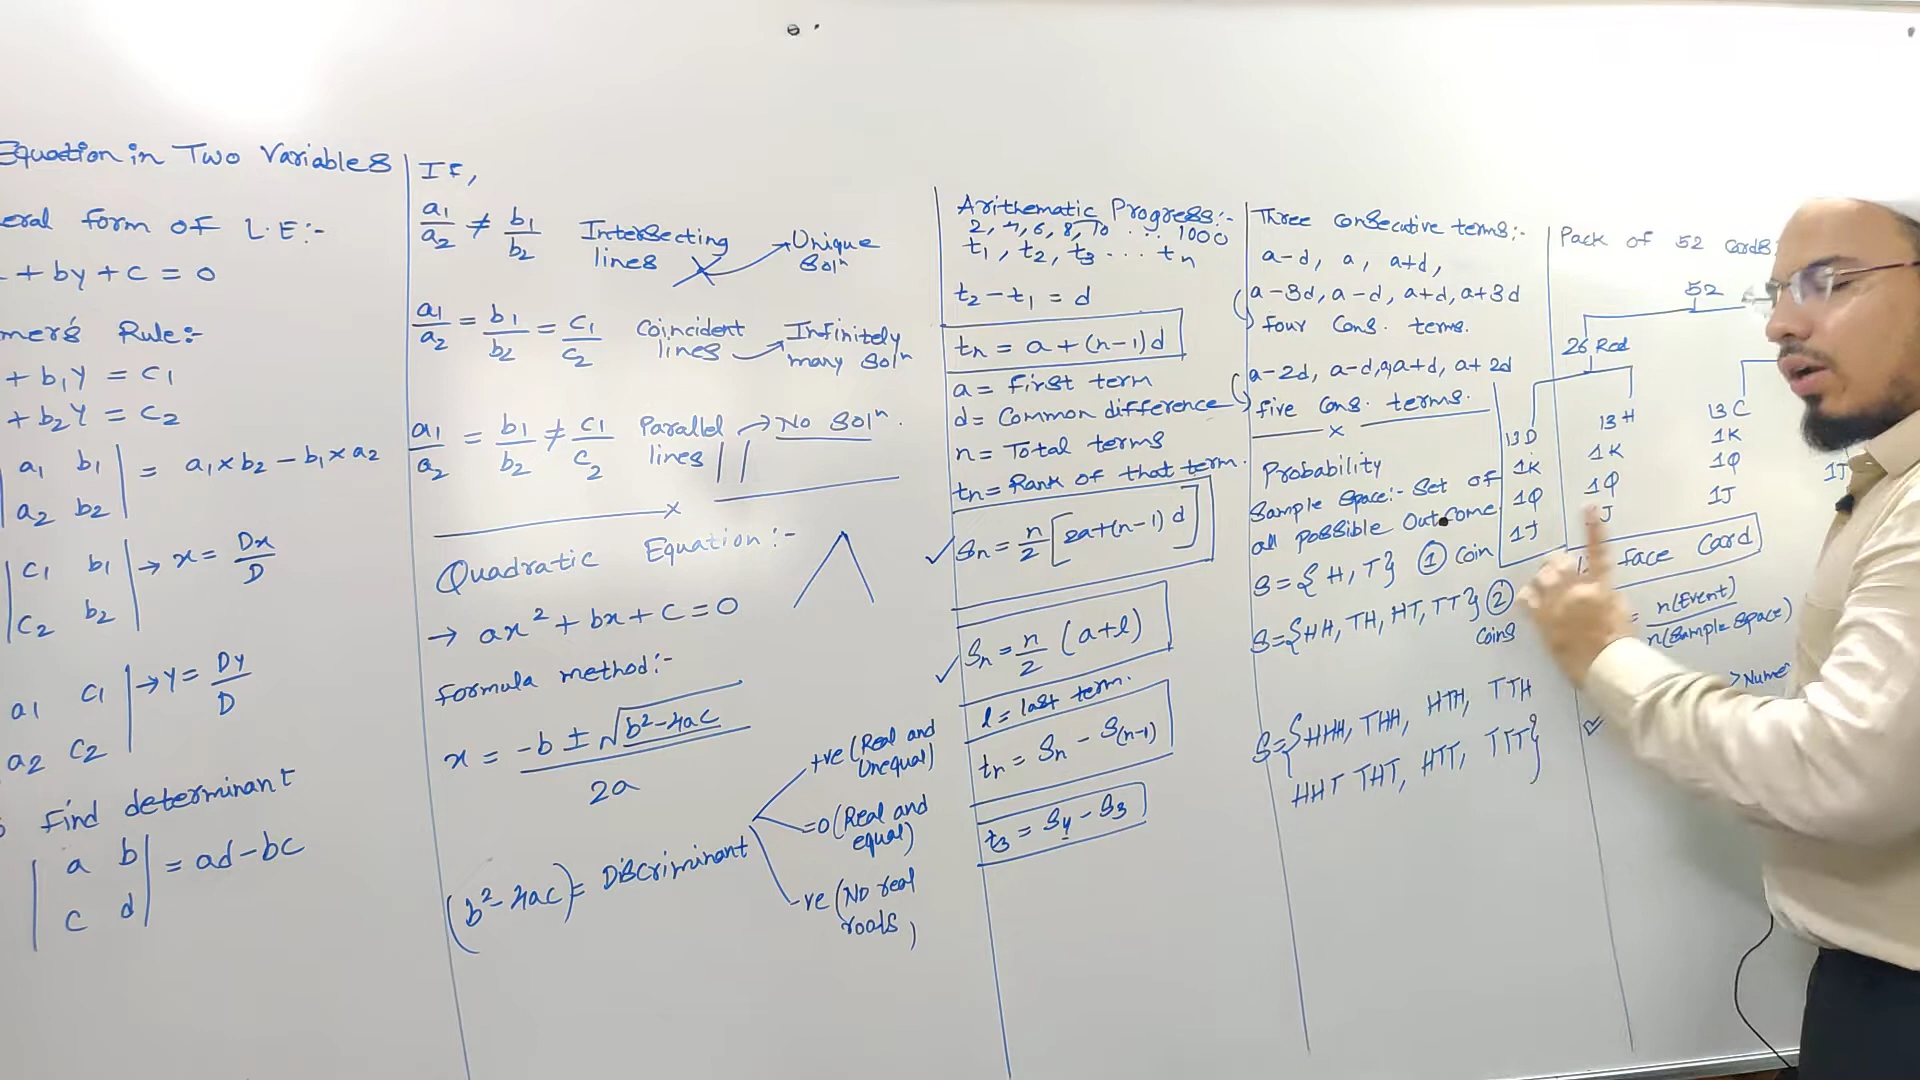 Equation in Two Variables
eral form of L.E:-
+ by + c = 0
mer's Rule:-
+ b1y = c1
+ b2y = c2
a1 b1
a2 b2
= a1 x b2 - b1 x a2
c1 b1
c2 b2
→ x = Dx/D
a1 c1
a2 c2
→ y = Dy/D
Find determinant
a b
c d
= ad - bc
If,
a1/a2 ≠ b1/b2 Intersecting lines → Unique Solⁿ
a1/a2 = b1/b2 = c1/c2 Coincident lines → Infinitely many Solⁿ
a1/a2 = b1/b2 ≠ c1/c2 Parallel lines → No Solⁿ.
x
Quadratic Equation:-
→ ax² + bx + c = 0
Formula method:-
x = -b ± √b²-4ac / 2a
(b²-4ac) = Discriminant
+ve (Real and Unequal)
=0 (Real and equal)
-ve (No real roots)
Arithematic Progress:-
2, 4, 6, 8, 10 ... 1000
t1, t2, t3 ... tn
t2 - t1 = d
tn = a + (n-1)d
a = First term
d = Common difference
n = Total terms
tn = Rank of that term.
✓ Sn = n/2 [2a+(n-1)d]
✓ Sn = n/2 (a+l)
l = last term.
tn = Sn - S(n-1)
t3 = S4 - S3
Three consecutive terms:-
a-d, a, a+d,
a-3d, a-d, a+d, a+3d
Four Cons. terms.
a-2d, a-d, a, a+d, a+2d
five Cons. terms.
x
Probability
Sample Space:- Set of
all possible Outcome
S = {H, T} ① Coin
S = {HH, TH, HT, TT} ②
Coins
S = {HHH, THH, HTH, TTH
HHT THT, HTT, TTT}
Pack of 52 Cards
52
26 Red
13D 13H 13C
1K 1K 1K
1Q 1Q 1Q
1J J 1J 1J
Face Card
= n(Event)/n(Sample Space)
>Nume